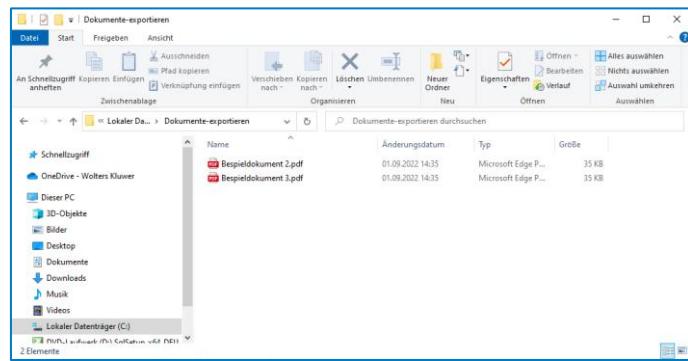 Dokumente-exportieren
Datei Start Freigeben Ansicht
An Schnellzugriff anheften
Kopieren
Einfügen
Ausschneiden
Pfad kopieren
Verknüpfung einfügen
Verschieben nach
Kopieren nach
Löschen
Umbenennen
Neuer Ordner
Eigenschaften
Öffnen
Bearbeiten
Verlauf
Alles auswählen
Nichts auswählen
Auswahl umkehren
Zwischenablage Organisieren Neu Öffnen Auswählen
« Lokaler Da... › Dokumente-exportieren
Dokumente-exportieren durchsuchen
Name Änderungsdatum Typ Größe
Bespieldokument 2.pdf 01.09.2022 14:35 Microsoft Edge P... 35 KB
Bespieldokument 3.pdf 01.09.2022 14:35 Microsoft Edge P... 35 KB
Schnellzugriff
OneDrive - Wolters Kluwer
Dieser PC
3D-Objekte
Bilder
Desktop
Dokumente
Downloads
Musik
Videos
Lokaler Datenträger (C:)
DVD-Laufwerk (D:) SqlSetup_x64_DEU
2 Elemente